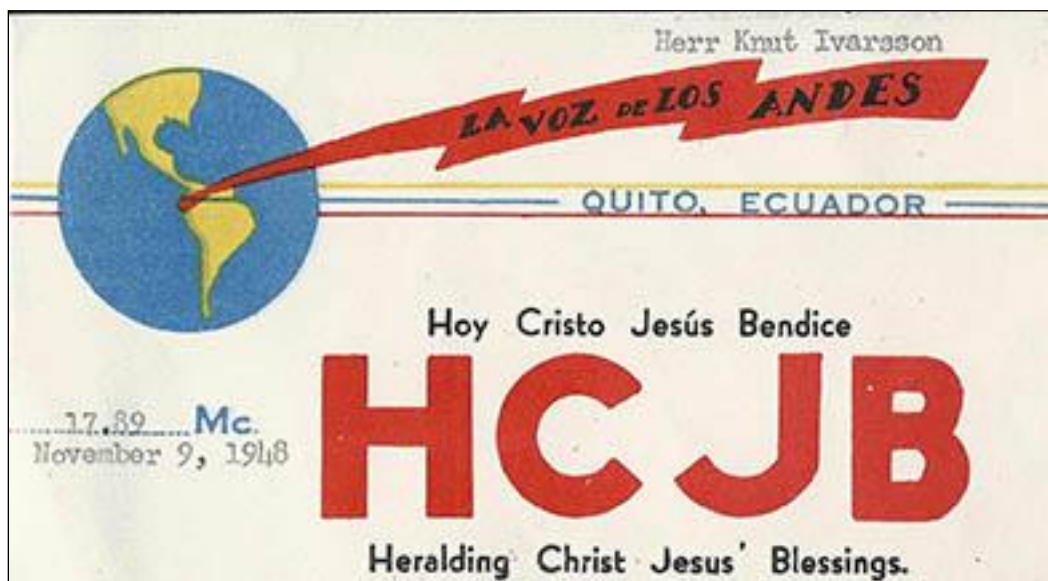 Herr Knut Ivarsson
LA VOZ DE LOS ANDES
QUITO, ECUADOR
Hoy Cristo Jesús Bendice
HCJB
17.89 Mc.
November 9, 1948
Heralding Christ Jesus' Blessings.